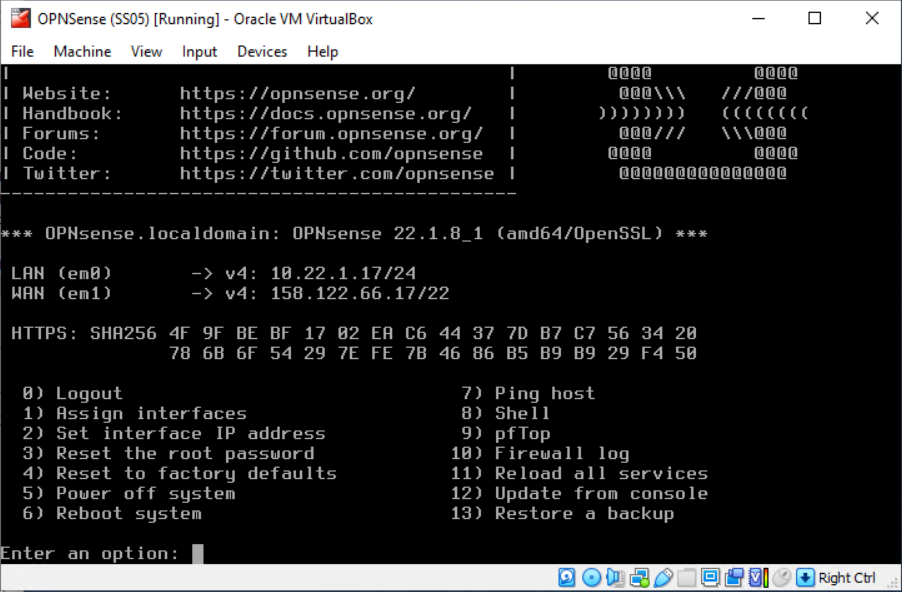 OPNSense (SS05) [Running] - Oracle VM VirtualBox
File Machine View Input Devices Help
| | @@@@ @@@@
| Website: https://opnsense.org/ | @@@\\\ ///@@@
| Handbook: https://docs.opnsense.org/ | )))))))) ((((((((
| Forums: https://forum.opnsense.org/ | @@@/// \\\@@@
| Code: https://github.com/opnsense | @@@@ @@@@
| Twitter: https://twitter.com/opnsense | @@@@@@@@@@@@@@@
----------------------------------------------
*** OPNsense.localdomain: OPNsense 22.1.8_1 (amd64/OpenSSL) ***
LAN (em0) -> v4: 10.22.1.17/24
WAN (em1) -> v4: 158.122.66.17/22
HTTPS: SHA256 4F 9F BE BF 17 02 EA C6 44 37 7D B7 C7 56 34 20
78 6B 6F 54 29 7E FE 7B 46 86 B5 B9 B9 29 F4 50
0) Logout 7) Ping host
1) Assign interfaces 8) Shell
2) Set interface IP address 9) pfTop
3) Reset the root password 10) Firewall log
4) Reset to factory defaults 11) Reload all services
5) Power off system 12) Update from console
6) Reboot system 13) Restore a backup
Enter an option:
Right Ctrl